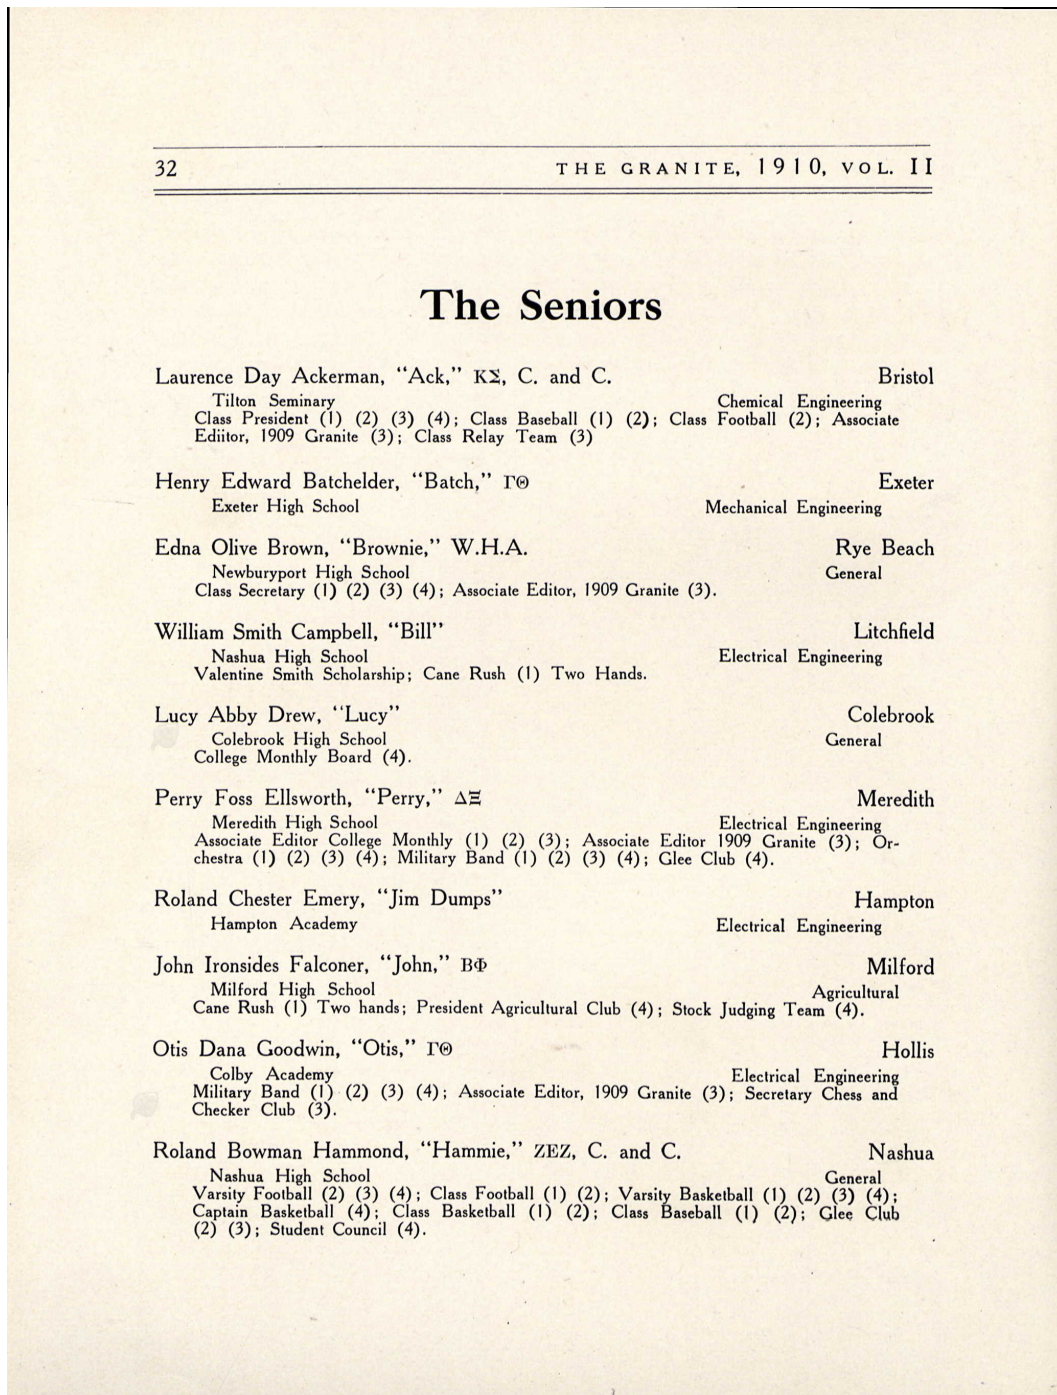 32 THE GRANITE, 1910, VOL. II
The Seniors
Laurence Day Ackerman, “Ack,” ΚΣ, C. and C. Bristol
Tilton Seminary Chemical Engineering
Class President (1) (2) (3) (4); Class Baseball (1) (2); Class Football (2); Associate
Ediitor, 1909 Granite (3); Class Relay Team (3)
Henry Edward Batchelder, “Batch,” ΓΘ Exeter
Exeter High School Mechanical Engineering
Edna Olive Brown, “Brownie,” W.H.A. Rye Beach
Newburyport High School General
Class Secretary (1) (2) (3) (4); Associate Editor, 1909 Granite (3).
William Smith Campbell, “Bill” Litchfield
Nashua High School Electrical Engineering
Valentine Smith Scholarship; Cane Rush (1) Two Hands.
Lucy Abby Drew, “Lucy” Colebrook
Colebrook High School General
College Monthly Board (4).
Perry Foss Ellsworth, “Perry,” ΔΞ Meredith
Meredith High School Electrical Engineering
Associate Editor College Monthly (1) (2) (3); Associate Editor 1909 Granite (3); Or-
chestra (1) (2) (3) (4); Military Band (1) (2) (3) (4); Glee Club (4).
Roland Chester Emery, “Jim Dumps” Hampton
Hampton Academy Electrical Engineering
John Ironsides Falconer, “John,” ΒΦ Milford
Milford High School Agricultural
Cane Rush (1) Two hands; President Agricultural Club (4); Stock Judging Team (4).
Otis Dana Goodwin, “Otis,” ΓΘ Hollis
Colby Academy Electrical Engineering
Military Band (1) (2) (3) (4); Associate Editor, 1909 Granite (3); Secretary Chess and
Checker Club (3).
Roland Bowman Hammond, “Hammie,” ΖΕΖ, C. and C. Nashua
Nashua High School General
Varsity Football (2) (3) (4); Class Football (1) (2); Varsity Basketball (1) (2) (3) (4);
Captain Basketball (4); Class Basketball (1) (2); Class Baseball (1) (2); Glee Club
(2) (3); Student Council (4).